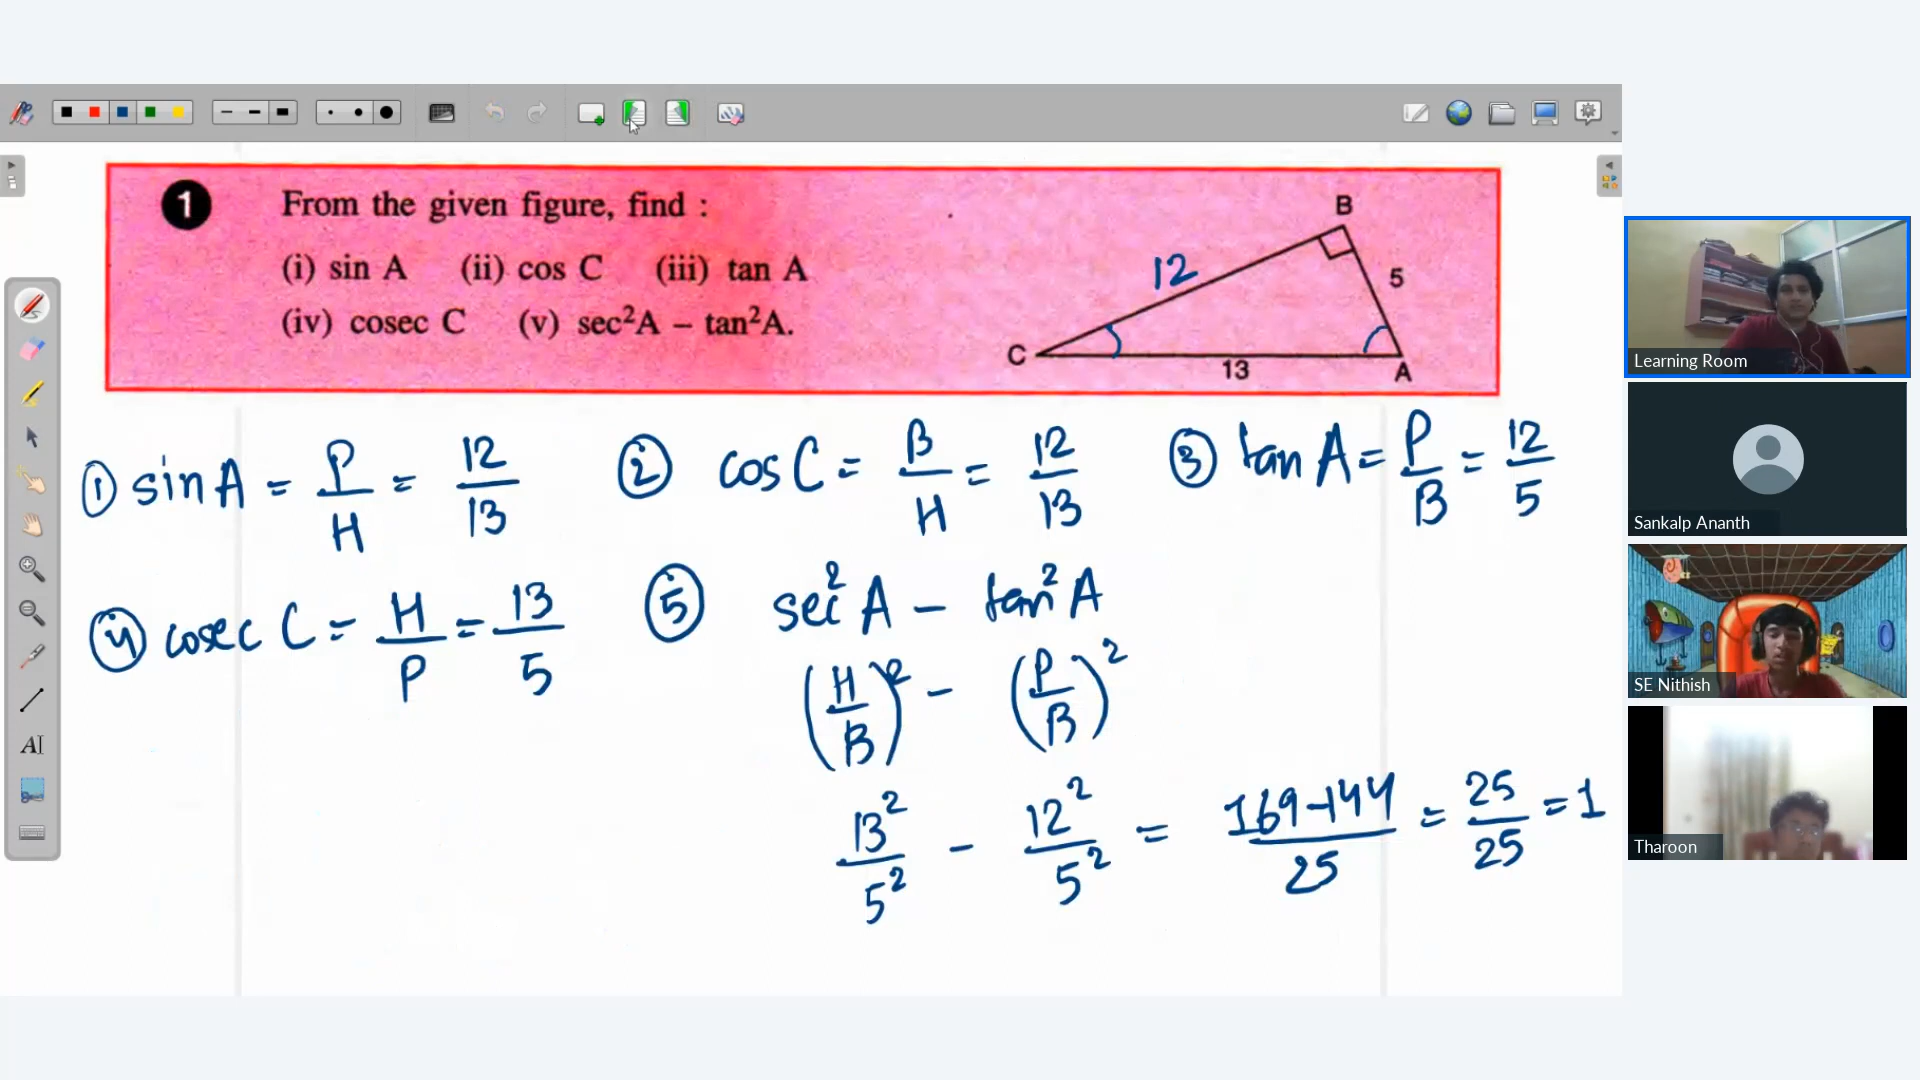 1 From the given figure, find :
(i) sin A (ii) cos C (iii) tan A
(iv) cosec C (v) sec²A – tan²A.
B
12
5
C
13
A
① sin A = P/H = 12/13
② cos C = B/H = 12/13
③ tan A = P/B = 12/5
④ cosec C = H/P = 13/5
⑤ sec² A – tan² A
(H/B)² – (P/B)²
13²/5² – 12²/5² = 169-144/25 = 25/25 = 1
Learning Room
Sankalp Ananth
SE Nithish
Tharoon